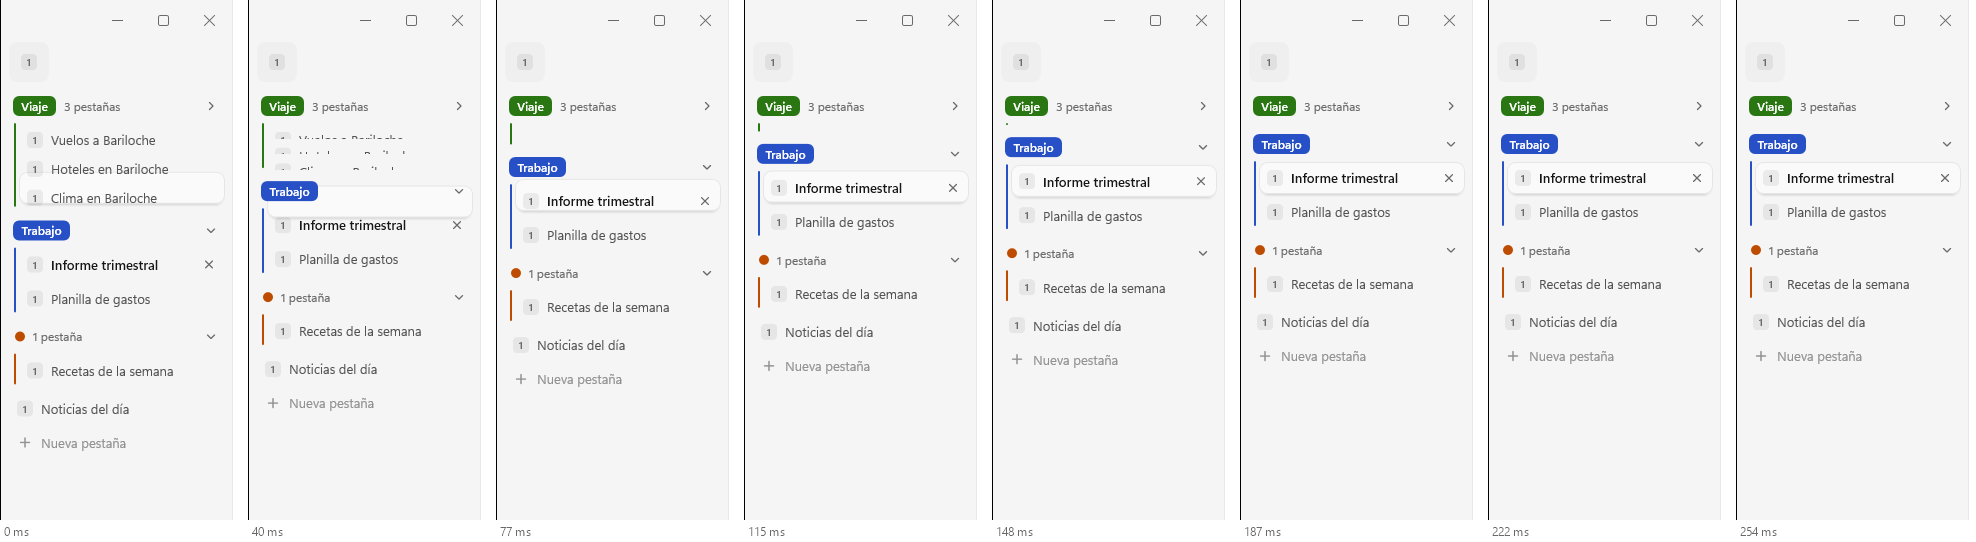 1
Viaje 3 pestañas
1 Vuelos a Bariloche
1 Hoteles en Bariloche
1 Clima en Bariloche
Trabajo
1 Informe trimestral
1 Planilla de gastos
1 pestaña
1 Recetas de la semana
1 Noticias del día
+ Nueva pestaña
0 ms
1
Viaje 3 pestañas
Trabajo
1 Informe trimestral
1 Planilla de gastos
1 pestaña
1 Recetas de la semana
1 Noticias del día
+ Nueva pestaña
40 ms
1
Viaje 3 pestañas
Trabajo
1 Informe trimestral
1 Planilla de gastos
1 pestaña
1 Recetas de la semana
1 Noticias del día
+ Nueva pestaña
77 ms
1
Viaje 3 pestañas
Trabajo
1 Informe trimestral
1 Planilla de gastos
1 pestaña
1 Recetas de la semana
1 Noticias del día
+ Nueva pestaña
115 ms
1
Viaje 3 pestañas
Trabajo
1 Informe trimestral
1 Planilla de gastos
1 pestaña
1 Recetas de la semana
1 Noticias del día
+ Nueva pestaña
148 ms
1
Viaje 3 pestañas
Trabajo
1 Informe trimestral
1 Planilla de gastos
1 pestaña
1 Recetas de la semana
1 Noticias del día
+ Nueva pestaña
187 ms
1
Viaje 3 pestañas
Trabajo
1 Informe trimestral
1 Planilla de gastos
1 pestaña
1 Recetas de la semana
1 Noticias del día
+ Nueva pestaña
222 ms
1
Viaje 3 pestañas
Trabajo
1 Informe trimestral
1 Planilla de gastos
1 pestaña
1 Recetas de la semana
1 Noticias del día
+ Nueva pestaña
254 ms